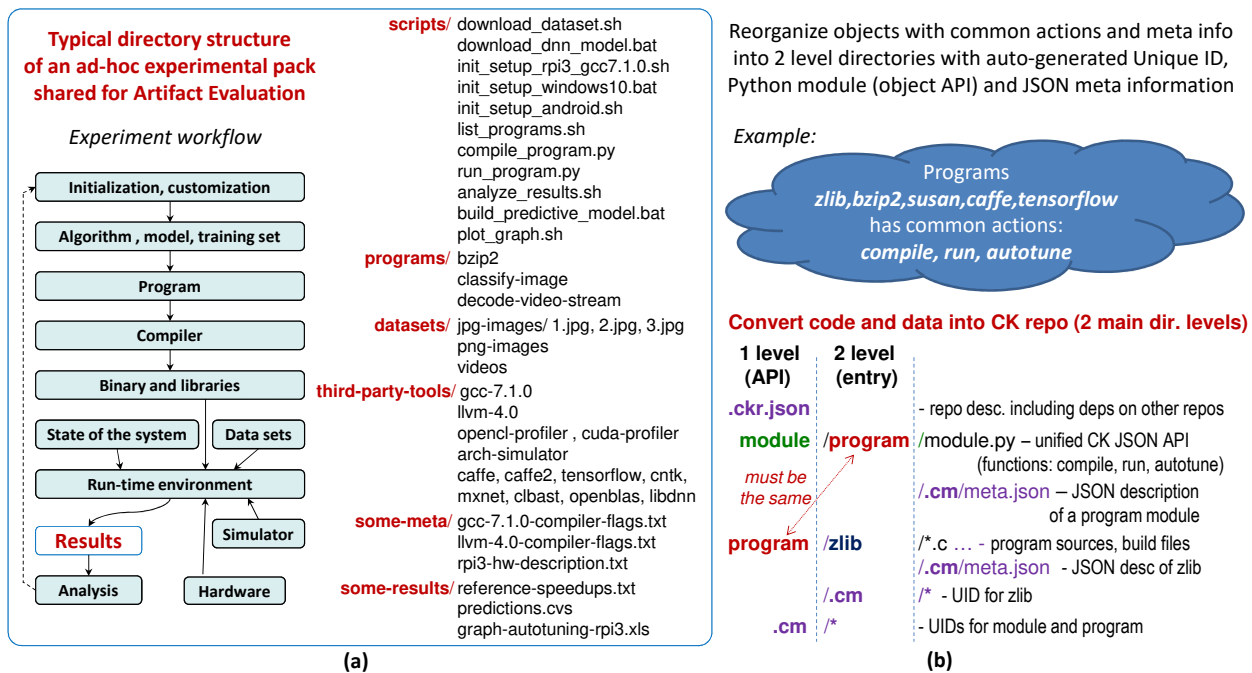 Typical directory structure
of an ad-hoc experimental pack
shared for Artifact Evaluation
Experiment workflow
Initialization, customization
Algorithm , model, training set
Program
Compiler
Binary and libraries
State of the system
Data sets
Run-time environment
Results
Simulator
Analysis
Hardware
scripts/ download_dataset.sh
download_dnn_model.bat
init_setup_rpi3_gcc7.1.0.sh
init_setup_windows10.bat
init_setup_android.sh
list_programs.sh
compile_program.py
run_program.py
analyze_results.sh
build_predictive_model.bat
plot_graph.sh
programs/ bzip2
classify-image
decode-video-stream
datasets/ jpg-images/ 1.jpg, 2.jpg, 3.jpg
png-images
videos
third-party-tools/ gcc-7.1.0
llvm-4.0
opencl-profiler , cuda-profiler
arch-simulator
caffe, caffe2, tensorflow, cntk,
mxnet, clbast, openblas, libdnn
some-meta/ gcc-7.1.0-compiler-flags.txt
llvm-4.0-compiler-flags.txt
rpi3-hw-description.txt
some-results/ reference-speedups.txt
predictions.cvs
graph-autotuning-rpi3.xls
(a)
Reorganize objects with common actions and meta info
into 2 level directories with auto-generated Unique ID,
Python module (object API) and JSON meta information
Example:
Programs
zlib,bzip2,susan,caffe,tensorflow
has common actions:
compile, run, autotune
Convert code and data into CK repo (2 main dir. levels)
1 level 2 level
(API) (entry)
.ckr.json - repo desc. including deps on other repos
module /program /module.py – unified CK JSON API
(functions: compile, run, autotune)
must be
the same
/.cm/meta.json – JSON description
of a program module
program /zlib /*.c … - program sources, build files
/.cm/meta.json - JSON desc of zlib
/.cm /* - UID for zlib
.cm /* - UIDs for module and program
(b)